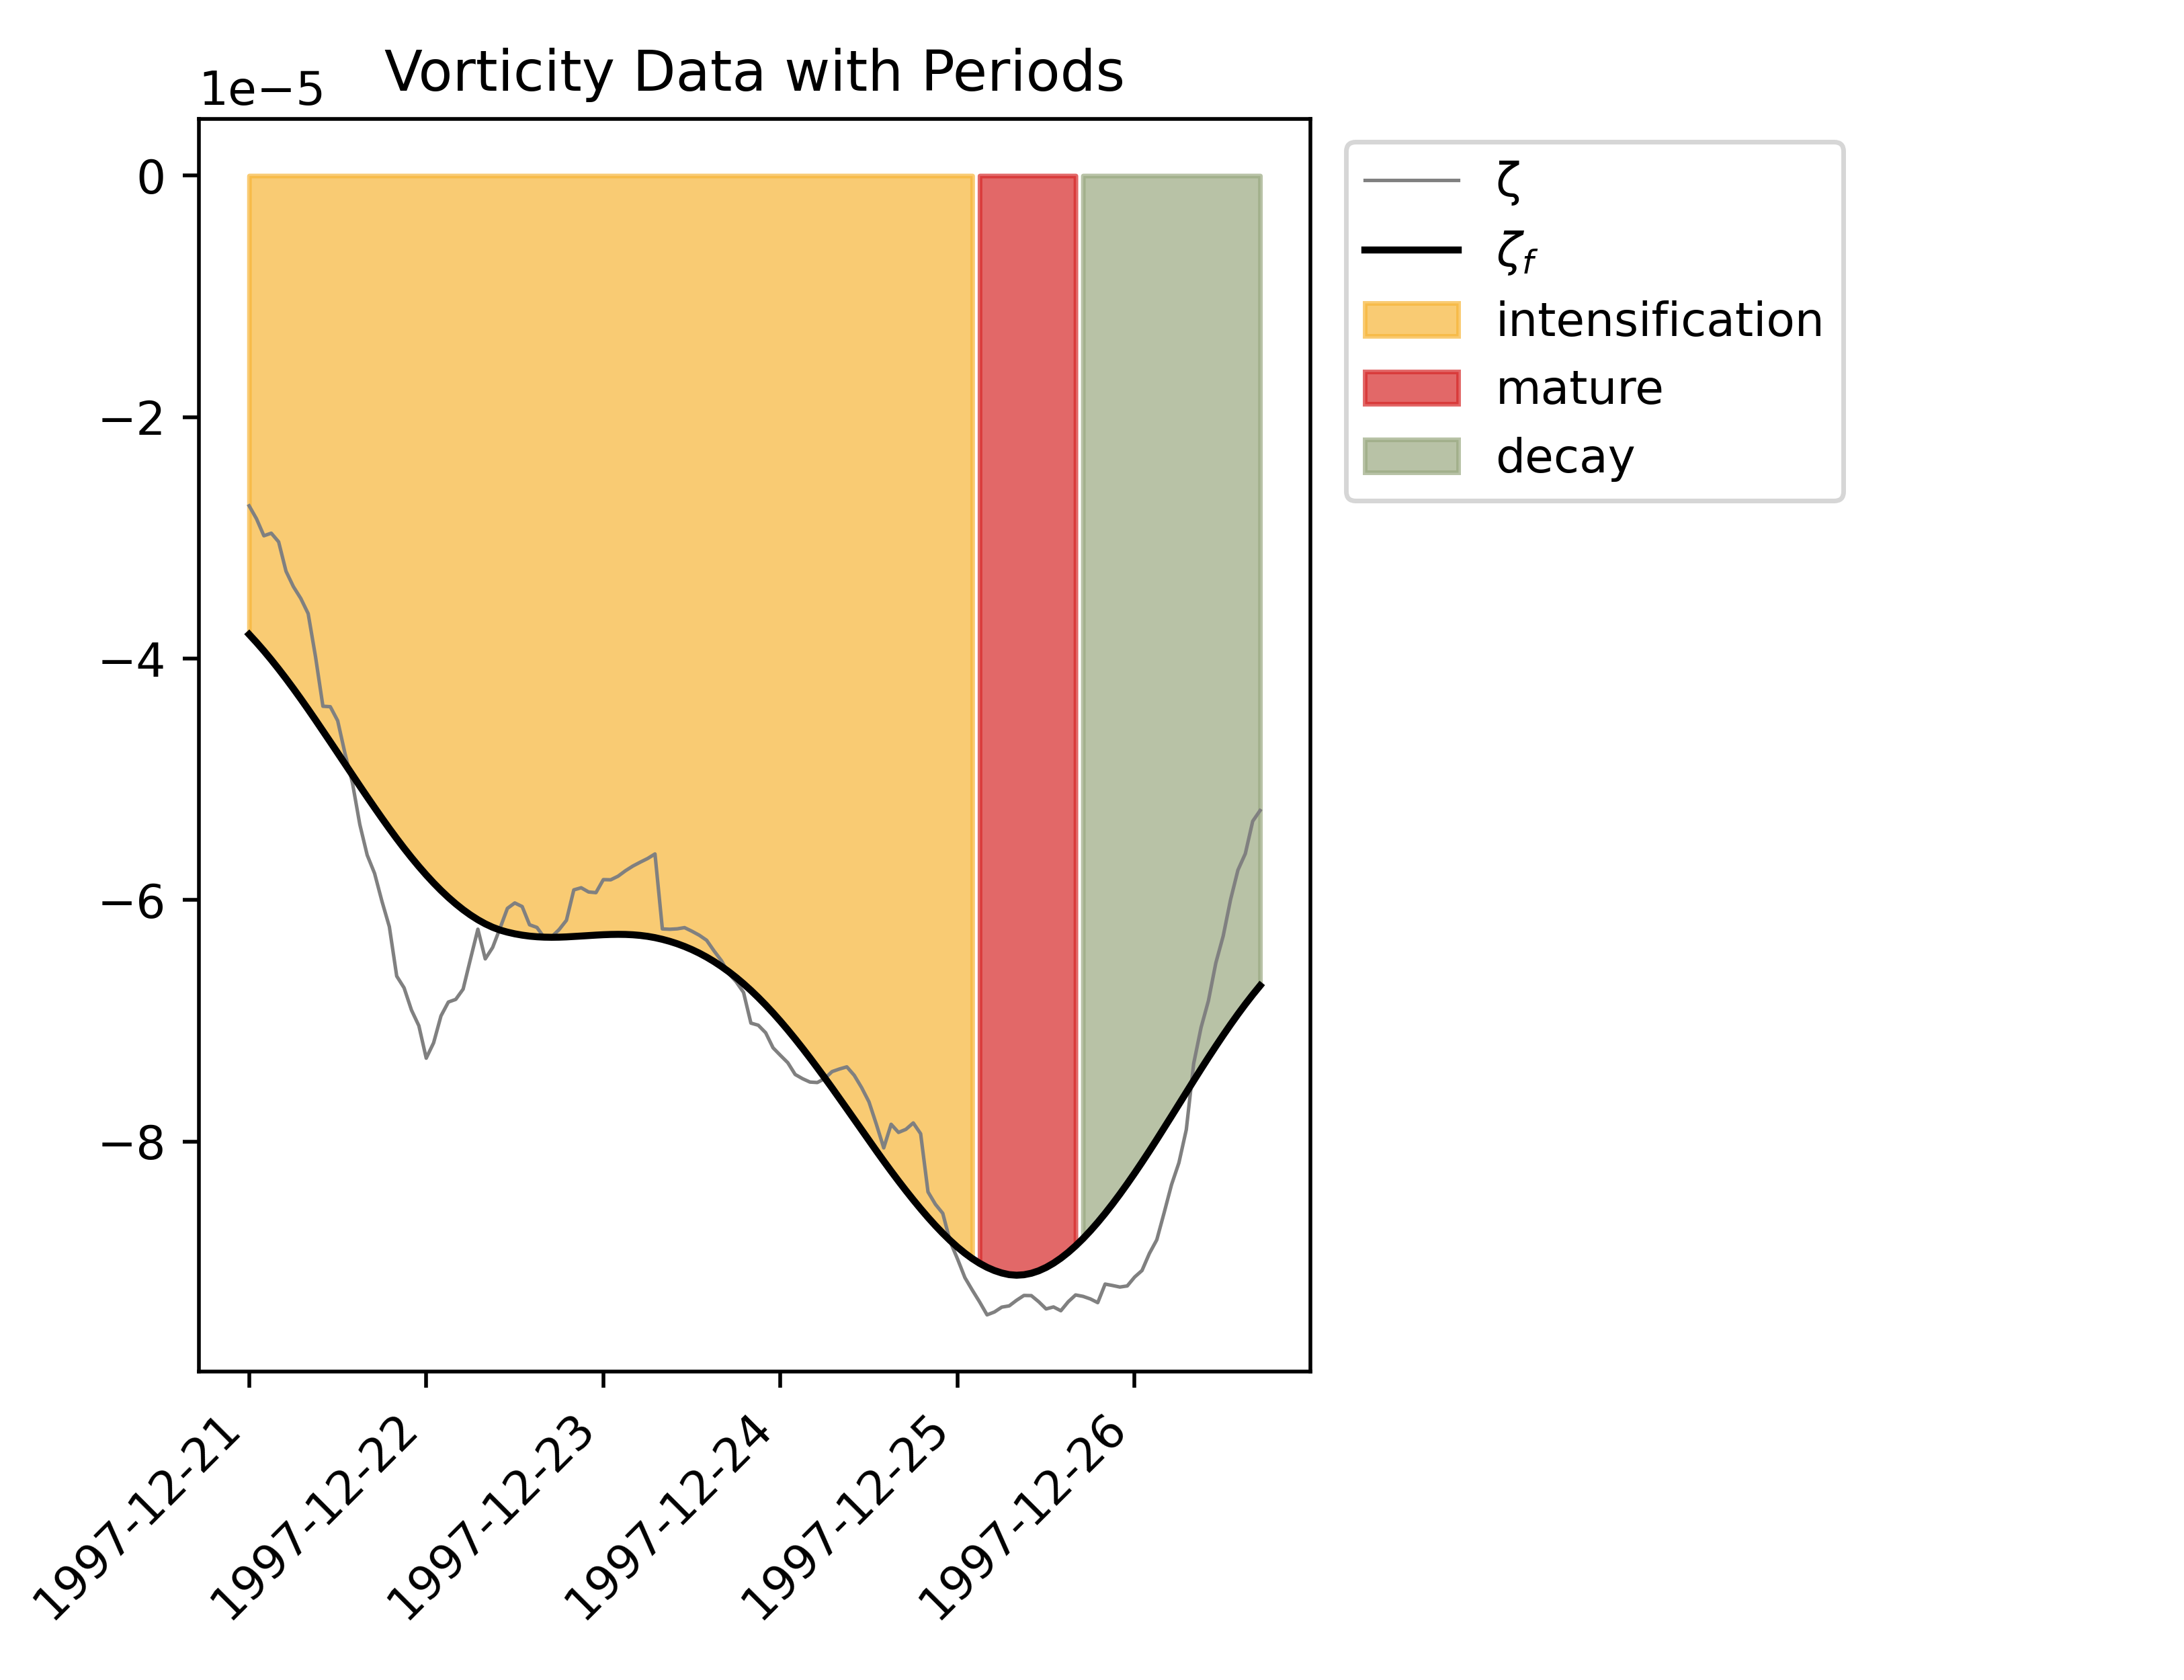 Vorticity Data with Periods
1e−5
0
−2
−4
−6
−8
1997-12-21
1997-12-22
1997-12-23
1997-12-24
1997-12-25
1997-12-26
ζ
ζf
intensification
mature
decay